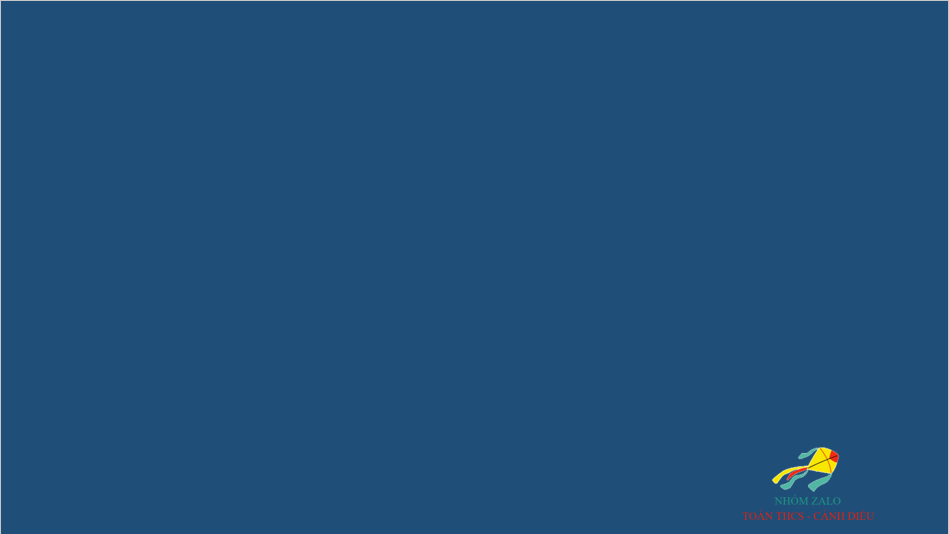 NHÓM ZALO
TOÁN THCS - CÁNH DIỀU